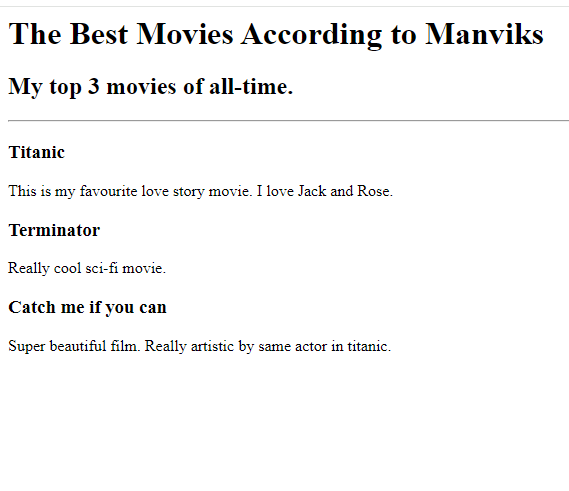 The Best Movies According to Manviks
My top 3 movies of all-time.
Titanic
This is my favourite love story movie. I love Jack and Rose.
Terminator
Really cool sci-fi movie.
Catch me if you can
Super beautiful film. Really artistic by same actor in titanic.